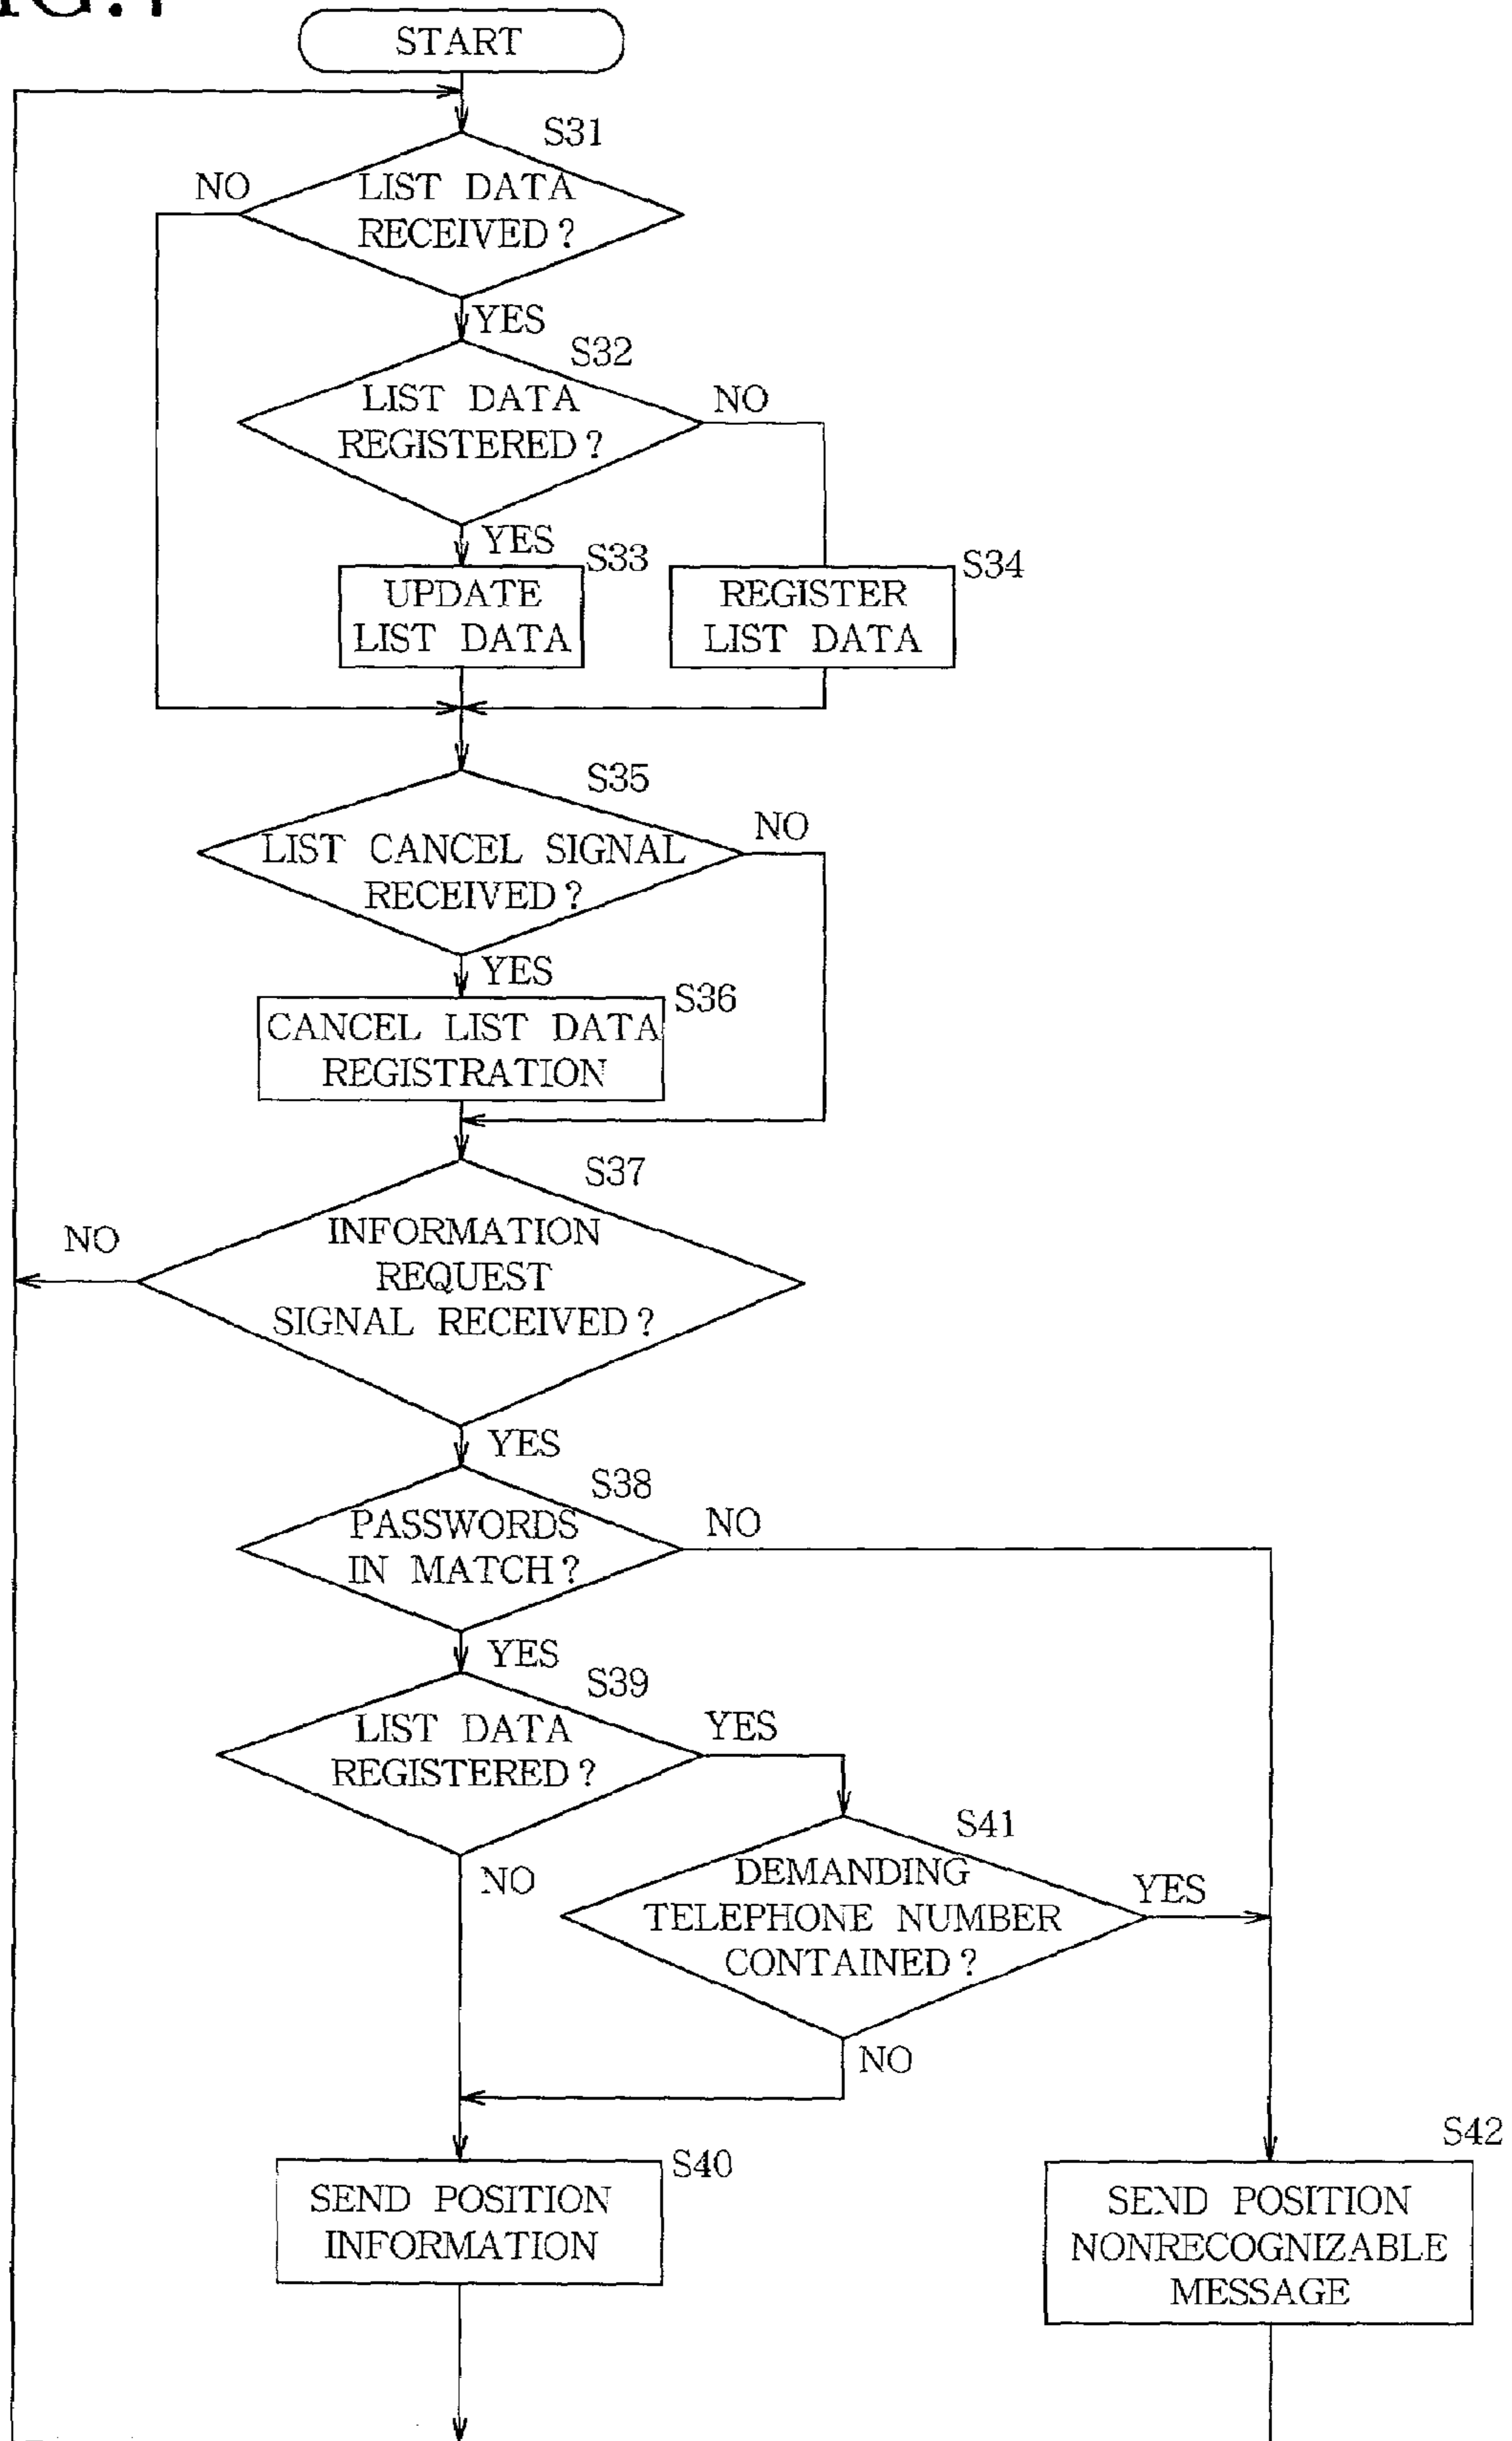 START
S31
NO
LIST DATA
RECEIVED?
YES
S32
LIST DATA
REGISTERED?
NO
YES
S33
UPDATE
LIST DATA
S34
REGISTER
LIST DATA
S35
LIST CANCEL SIGNAL
RECEIVED?
NO
YES
S36
CANCEL LIST DATA
REGISTRATION
S37
NO
INFORMATION
REQUEST
SIGNAL RECEIVED?
YES
S38
PASSWORDS
IN MATCH?
NO
YES
S39
LIST DATA
REGISTERED?
YES
S41
NO
DEMANDING
TELEPHONE NUMBER
CONTAINED?
YES
NO
S40
SEND POSITION
INFORMATION
S42
SEND POSITION
NONRECOGNIZABLE
MESSAGE